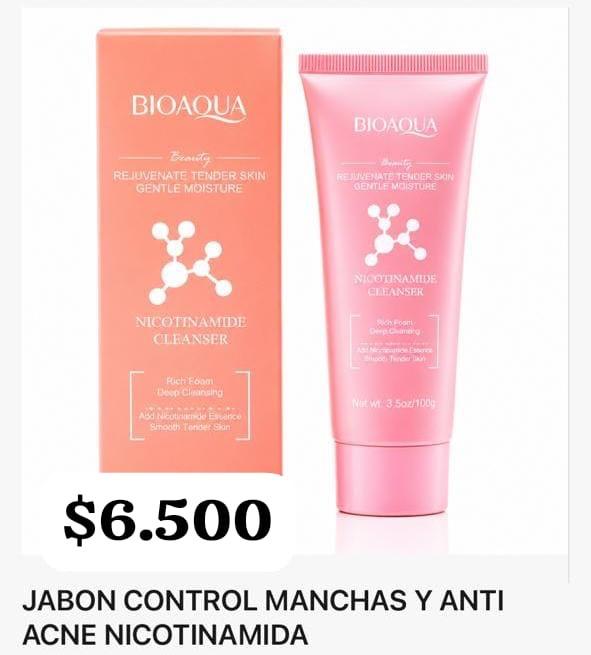 BIOAQUA
Beauty
REJUVENATE TENDER SKIN
GENTLE MOISTURE
NICOTINAMIDE
CLEANSER
Rich Foam
Deep Cleansing
Add Nicotinamide Essence
Smooth Tender Skin
BIOAQUA
Beauty
REJUVENATE TENDER SKIN
GENTLE MOISTURE
NICOTINAMIDE
CLEANSER
Rich Foam
Deep Cleansing
Add Nicotinamide Essence
Smooth Tender Skin
Net wt: 3.5oz/100g
$6.500
JABON CONTROL MANCHAS Y ANTI
ACNE NICOTINAMIDA